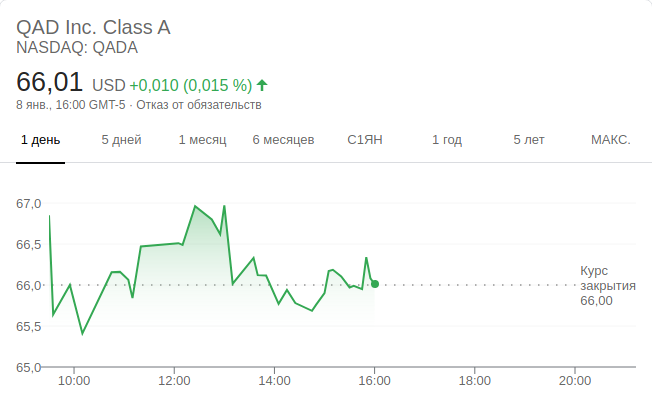 QAD Inc. Class A
NASDAQ: QADA
66,01 USD +0,010 (0,015 %)
8 янв., 16:00 GMT-5 · Отказ от обязательств
1 день 5 дней 1 месяц 6 месяцев С1ЯН 1 год 5 лет МАКС.
67,0
66,5
66,0
65,5
65,0
Курс
закрытия
66,00
10:00 12:00 14:00 16:00 18:00 20:00